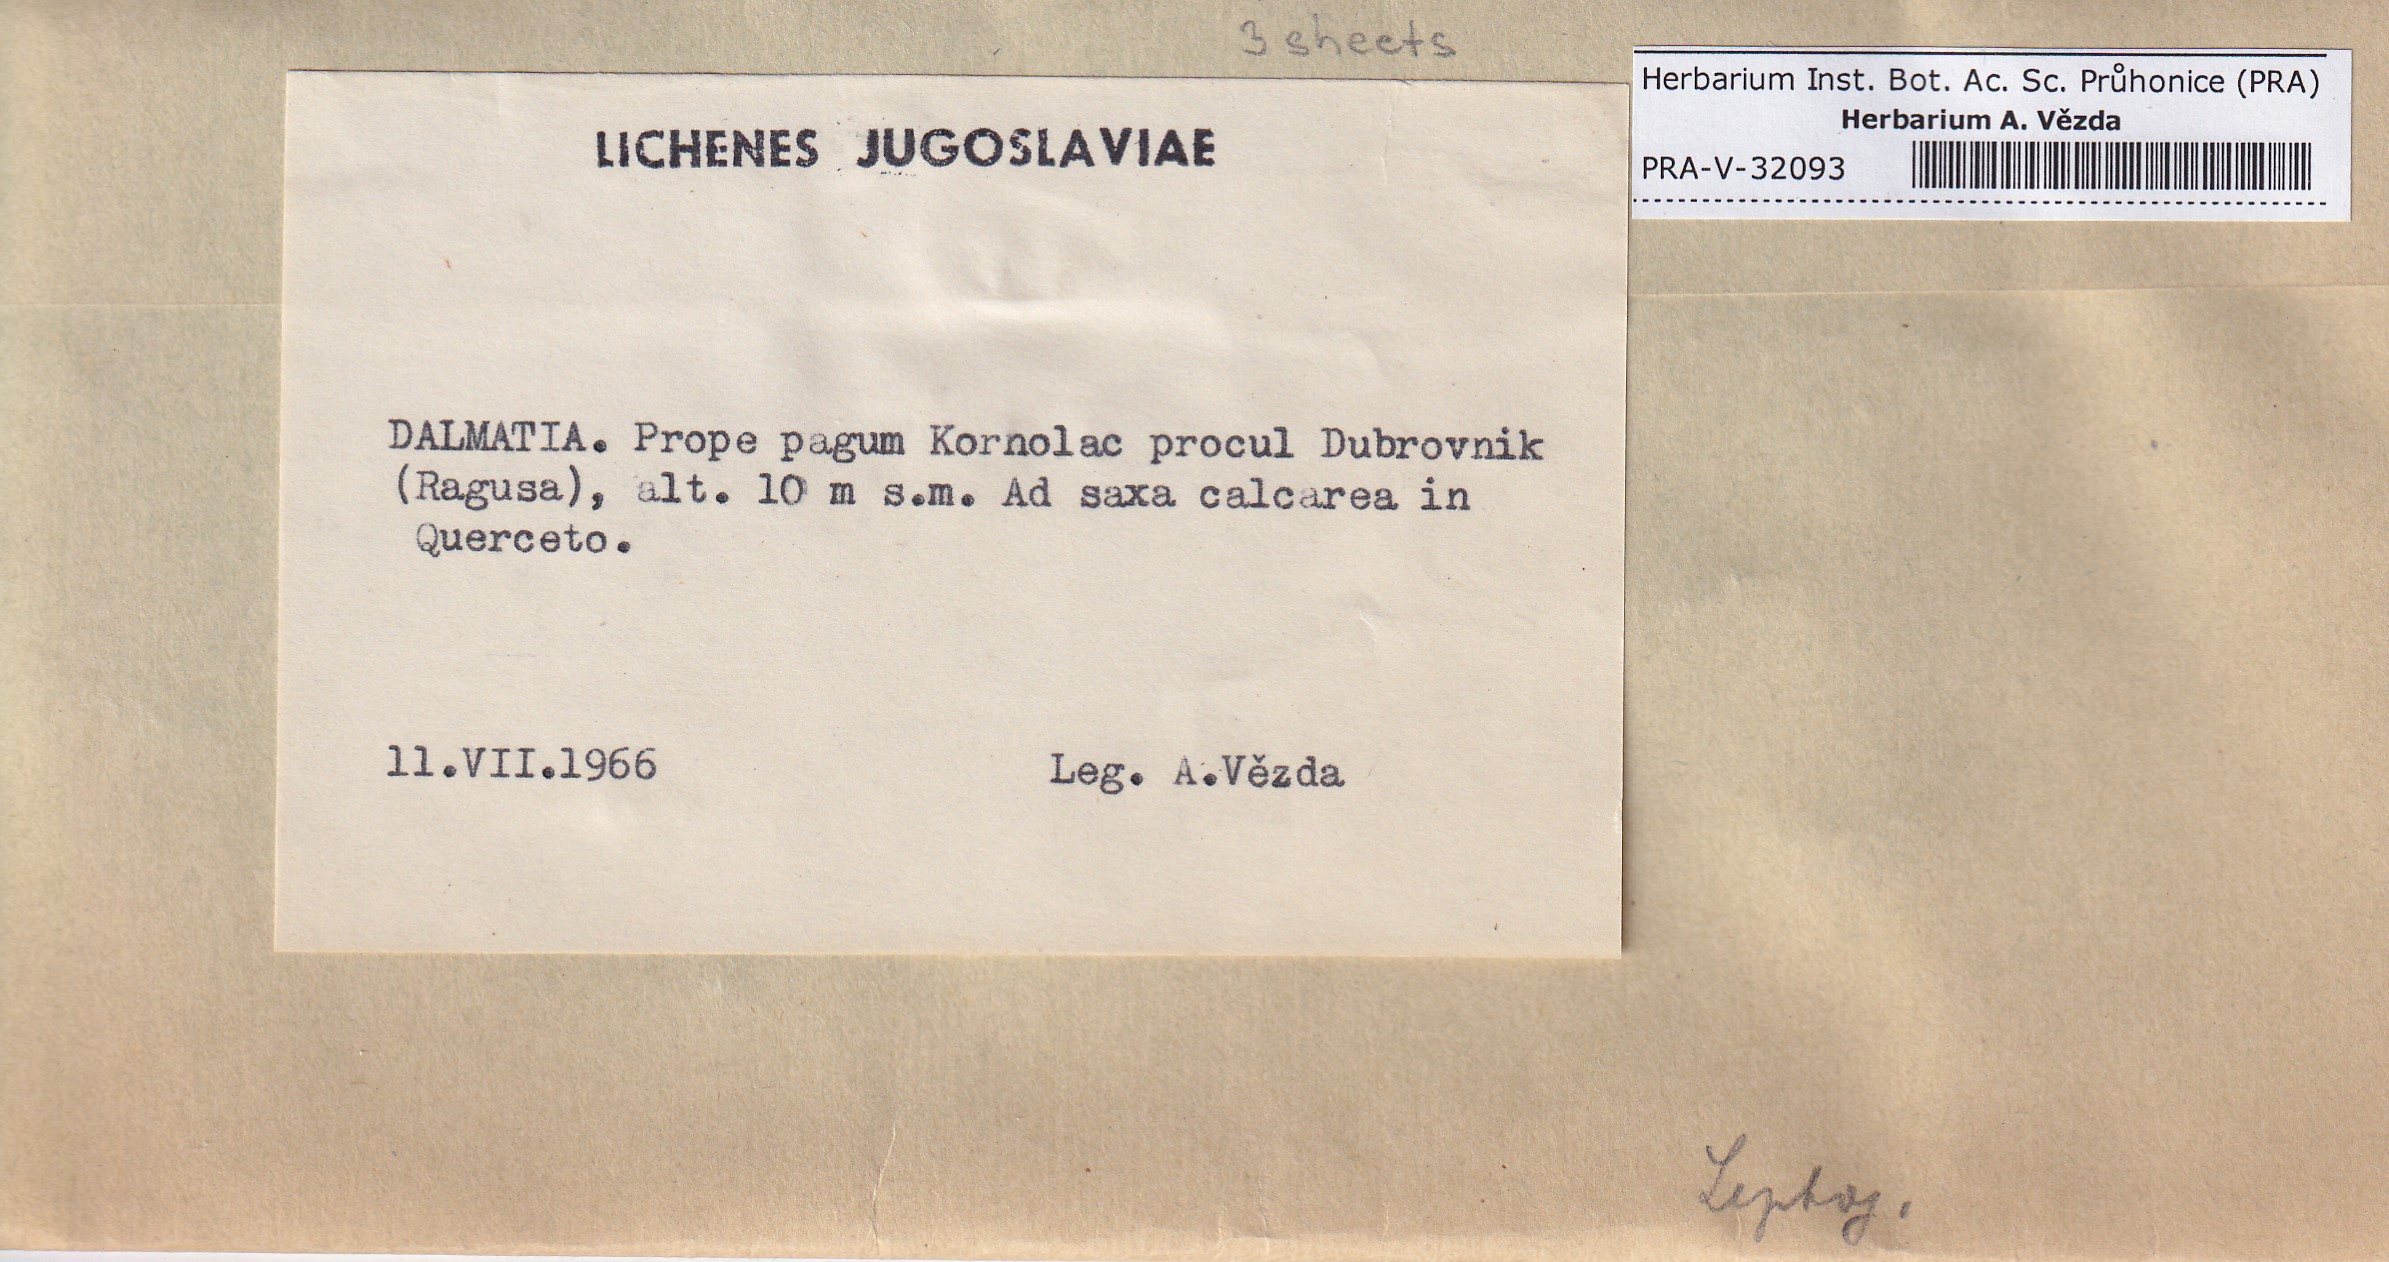 3 sheets
Herbarium Inst. Bot. Ac. Sc. Průhonice (PRA)
Herbarium A. Vězda
PRA-V-32093
LICHENES JUGOSLAVIAE
DALMATIA. Prope pagum Kornolac procul Dubrovnik
(Ragusa), alt. 10 m s.m. Ad saxa calcarea in
Querceto.
11.VII.1966 Leg. A.Vězda
Leptog.